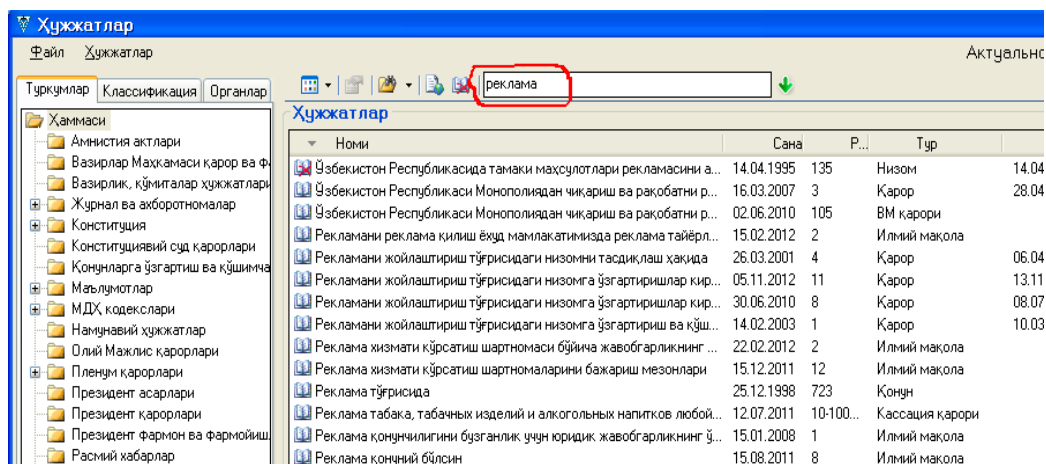 Ҳужжатлар
Файл Ҳужжатлар Актуально
Туркумлар Классификация Органлар
реклама
Ҳужжатлар
Ҳаммаси
Амнистия актлари
Вазирлар Маҳкамаси қарор ва ф
Вазирлик, қўмиталар ҳужжатлари
Журнал ва ахборотномалар
Конституция
Конституциявий суд қарорлари
Қонунларга ўзгартиш ва қўшимча
Маълумотлар
МДҲ кодекслари
Намунавий ҳужжатлар
Олий Мажлис қарорлари
Пленум қарорлари
Президент асарлари
Президент қарорлари
Президент фармон ва фармойиш
Расмий хабарлар
Номи Сана Р... Тур
Ўзбекистон Республикасида тамаки маҳсулотлари рекламасини а... 14.04.1995 135 Низом 14.04
Ўзбекистон Республикаси Монополиядан чиқариш ва рақобатни р... 16.03.2007 3 Қарор 28.04
Ўзбекистон Республикаси Монополиядан чиқариш ва рақобатни р... 02.06.2010 105 ВМ қарори
Рекламани реклама қилиш ёхуд мамлакатимизда реклама тайёрл... 15.02.2012 2 Илмий мақола
Рекламани жойлаштириш тўғрисидаги низомни тасдиқлаш ҳақида 26.03.2001 4 Қарор 06.04
Рекламани жойлаштириш тўғрисидаги низомга ўзгартиришлар кир... 05.11.2012 11 Қарор 13.11
Рекламани жойлаштириш тўғрисидаги низомга ўзгартиришлар кир... 30.06.2010 8 Қарор 08.07
Рекламани жойлаштириш тўғрисидаги низомга ўзгартириш ва қўш... 14.02.2003 1 Қарор 10.03
Реклама хизмати кўрсатиш шартномаси бўйича жавобгарликнинг ... 22.02.2012 2 Илмий мақола
Реклама хизмати кўрсатиш шартномаларини бажариш мезонлари 15.12.2011 12 Илмий мақола
Реклама тўғрисида 25.12.1998 723 Қонун
Реклама табака, табачных изделий и алкогольных напитков любой... 12.07.2011 10-100... Кассация қарори
Реклама қонунчилигини бузганлик учун юридик жавобгарликнинг ў... 15.01.2008 1 Илмий мақола
Реклама қонуний бўлсин 15.08.2011 8 Илмий мақола